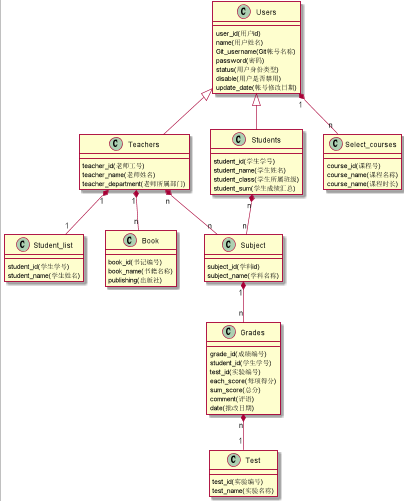 C Users
user_id(用户id)
name(用户姓名)
Git_username(Git帐号名称)
password(密码)
status(用户身份类型)
disable(用户是否禁用)
update_date(帐号修改日期)
1
n
C Teachers
teacher_id(老师工号)
teacher_name(老师姓名)
teacher_department(老师所属部门)
C Students
student_id(学生学号)
student_name(学生姓名)
student_class(学生所属班级)
student_sum(学生成绩汇总)
C Select_courses
course_id(课程号)
course_name(课程名称)
course_name(课程时长)
1
1
n
n
1
n
n
C Student_list
student_id(学生学号)
student_name(学生姓名)
C Book
book_id(书记编号)
book_name(书籍名称)
publishing(出版社)
C Subject
subject_id(学科id)
subject_name(学科名称)
1
n
C Grades
grade_id(成绩编号)
student_id(学生学号)
test_id(实验编号)
each_score(每项得分)
sum_score(总分)
comment(评语)
date(批改日期)
n
1
C Test
test_id(实验编号)
test_name(实验名称)